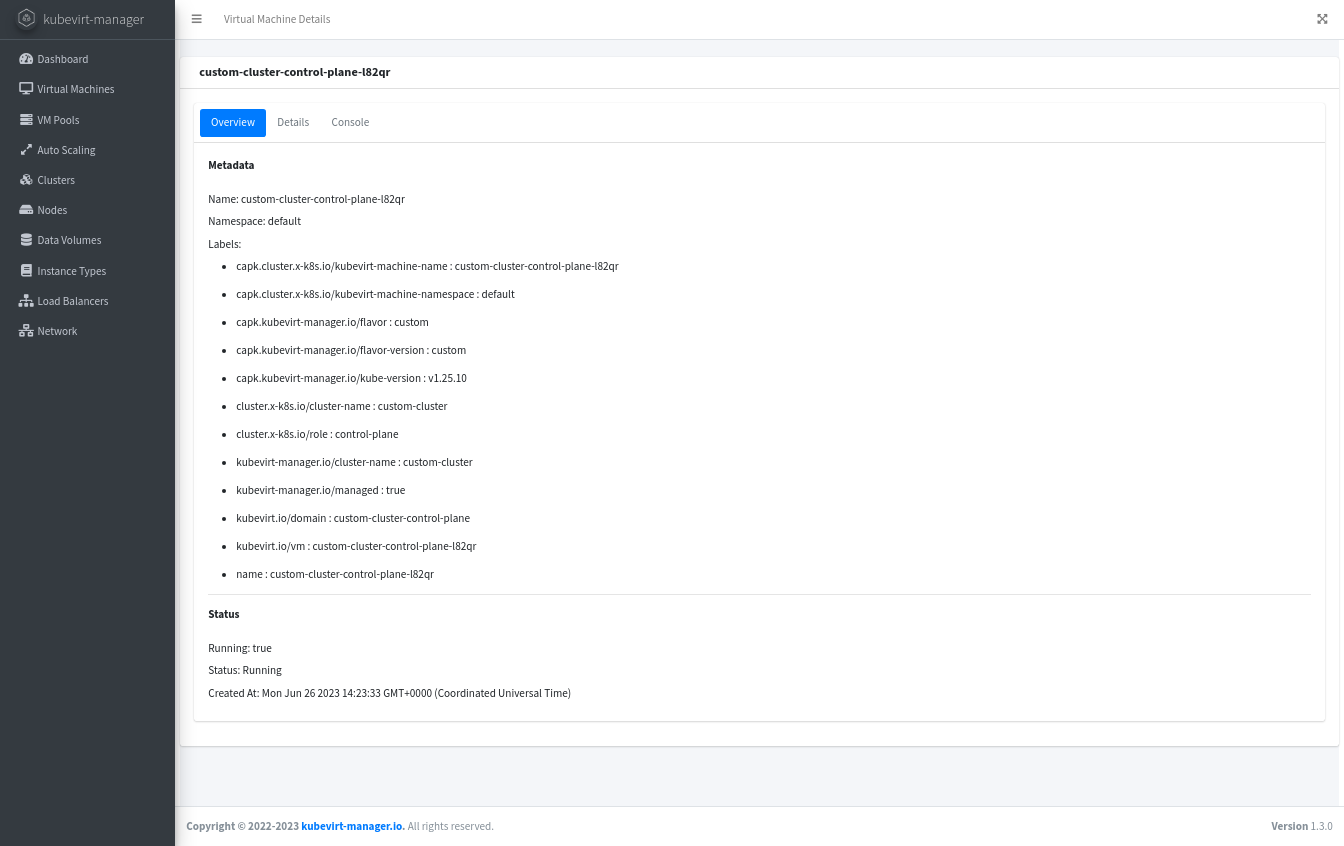 kubevirt-manager
Virtual Machine Details
Dashboard
Virtual Machines
VM Pools
Auto Scaling
Clusters
Nodes
Data Volumes
Instance Types
Load Balancers
Network
custom-cluster-control-plane-l82qr
Overview Details Console
Metadata
Name: custom-cluster-control-plane-l82qr
Namespace: default
Labels:
capk.cluster.x-k8s.io/kubevirt-machine-name : custom-cluster-control-plane-l82qr
capk.cluster.x-k8s.io/kubevirt-machine-namespace : default
capk.kubevirt-manager.io/flavor : custom
capk.kubevirt-manager.io/flavor-version : custom
capk.kubevirt-manager.io/kube-version : v1.25.10
cluster.x-k8s.io/cluster-name : custom-cluster
cluster.x-k8s.io/role : control-plane
kubevirt-manager.io/cluster-name : custom-cluster
kubevirt-manager.io/managed : true
kubevirt.io/domain : custom-cluster-control-plane
kubevirt.io/vm : custom-cluster-control-plane-l82qr
name : custom-cluster-control-plane-l82qr
Status
Running: true
Status: Running
Created At: Mon Jun 26 2023 14:23:33 GMT+0000 (Coordinated Universal Time)
Copyright © 2022-2023 kubevirt-manager.io. All rights reserved.
Version 1.3.0